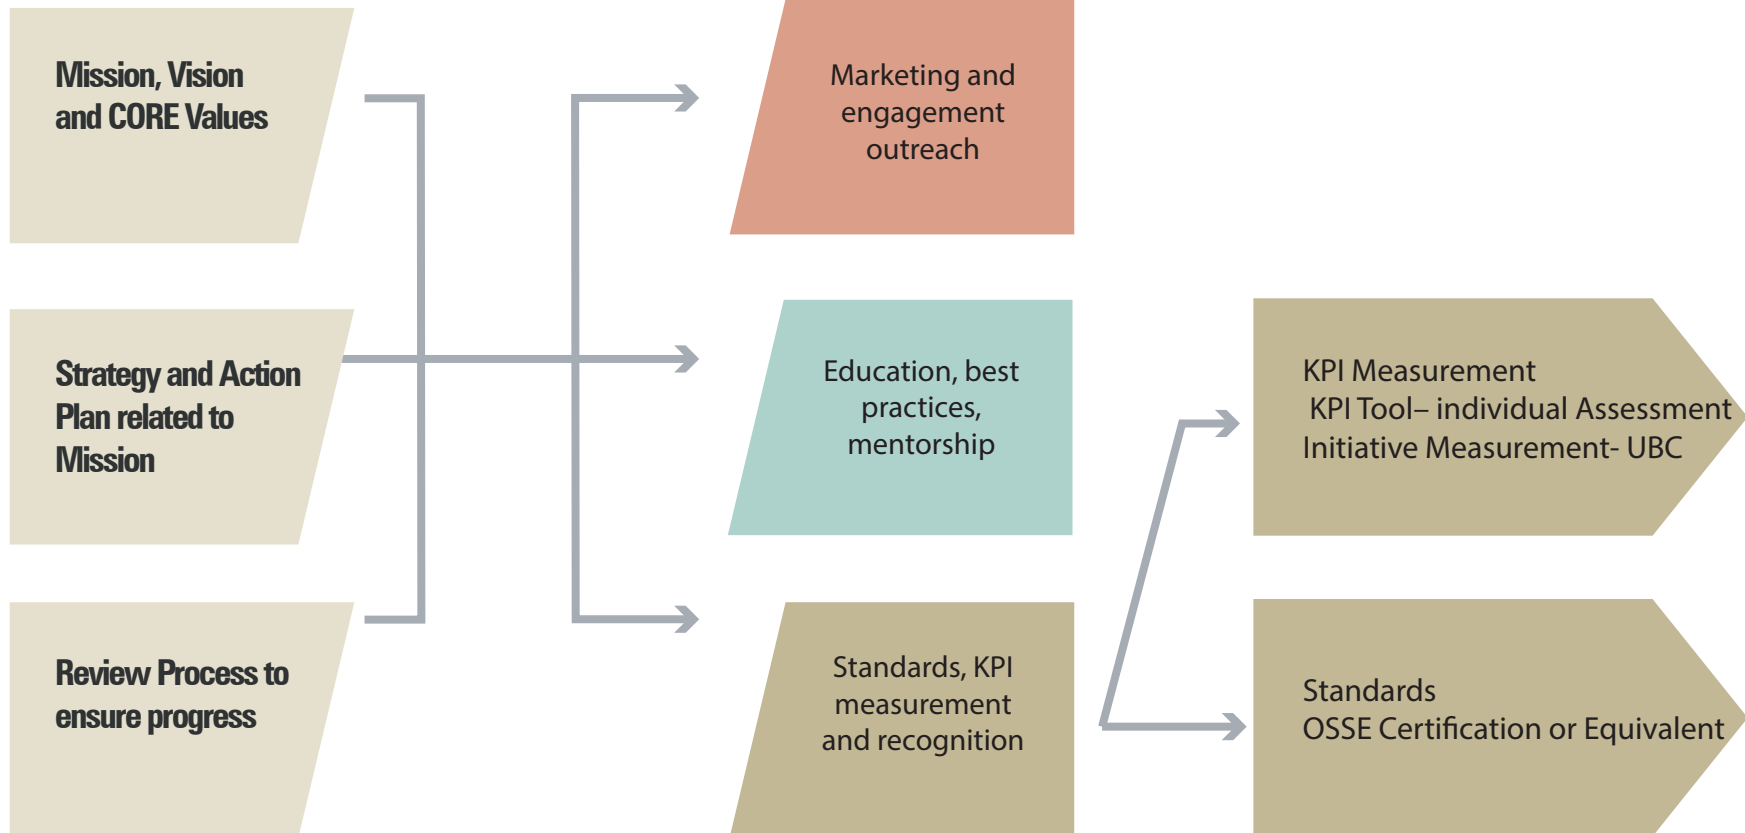 Mission, Vision
and CORE Values
Strategy and Action
Plan related to
Mission
Review Process to
ensure progress
Marketing and
engagement
outreach
Education, best
practices,
mentorship
Standards, KPI
measurement
and recognition
KPI Measurement
KPI Tool– individual Assessment
Initiative Measurement- UBC
Standards
OSSE Certification or Equivalent